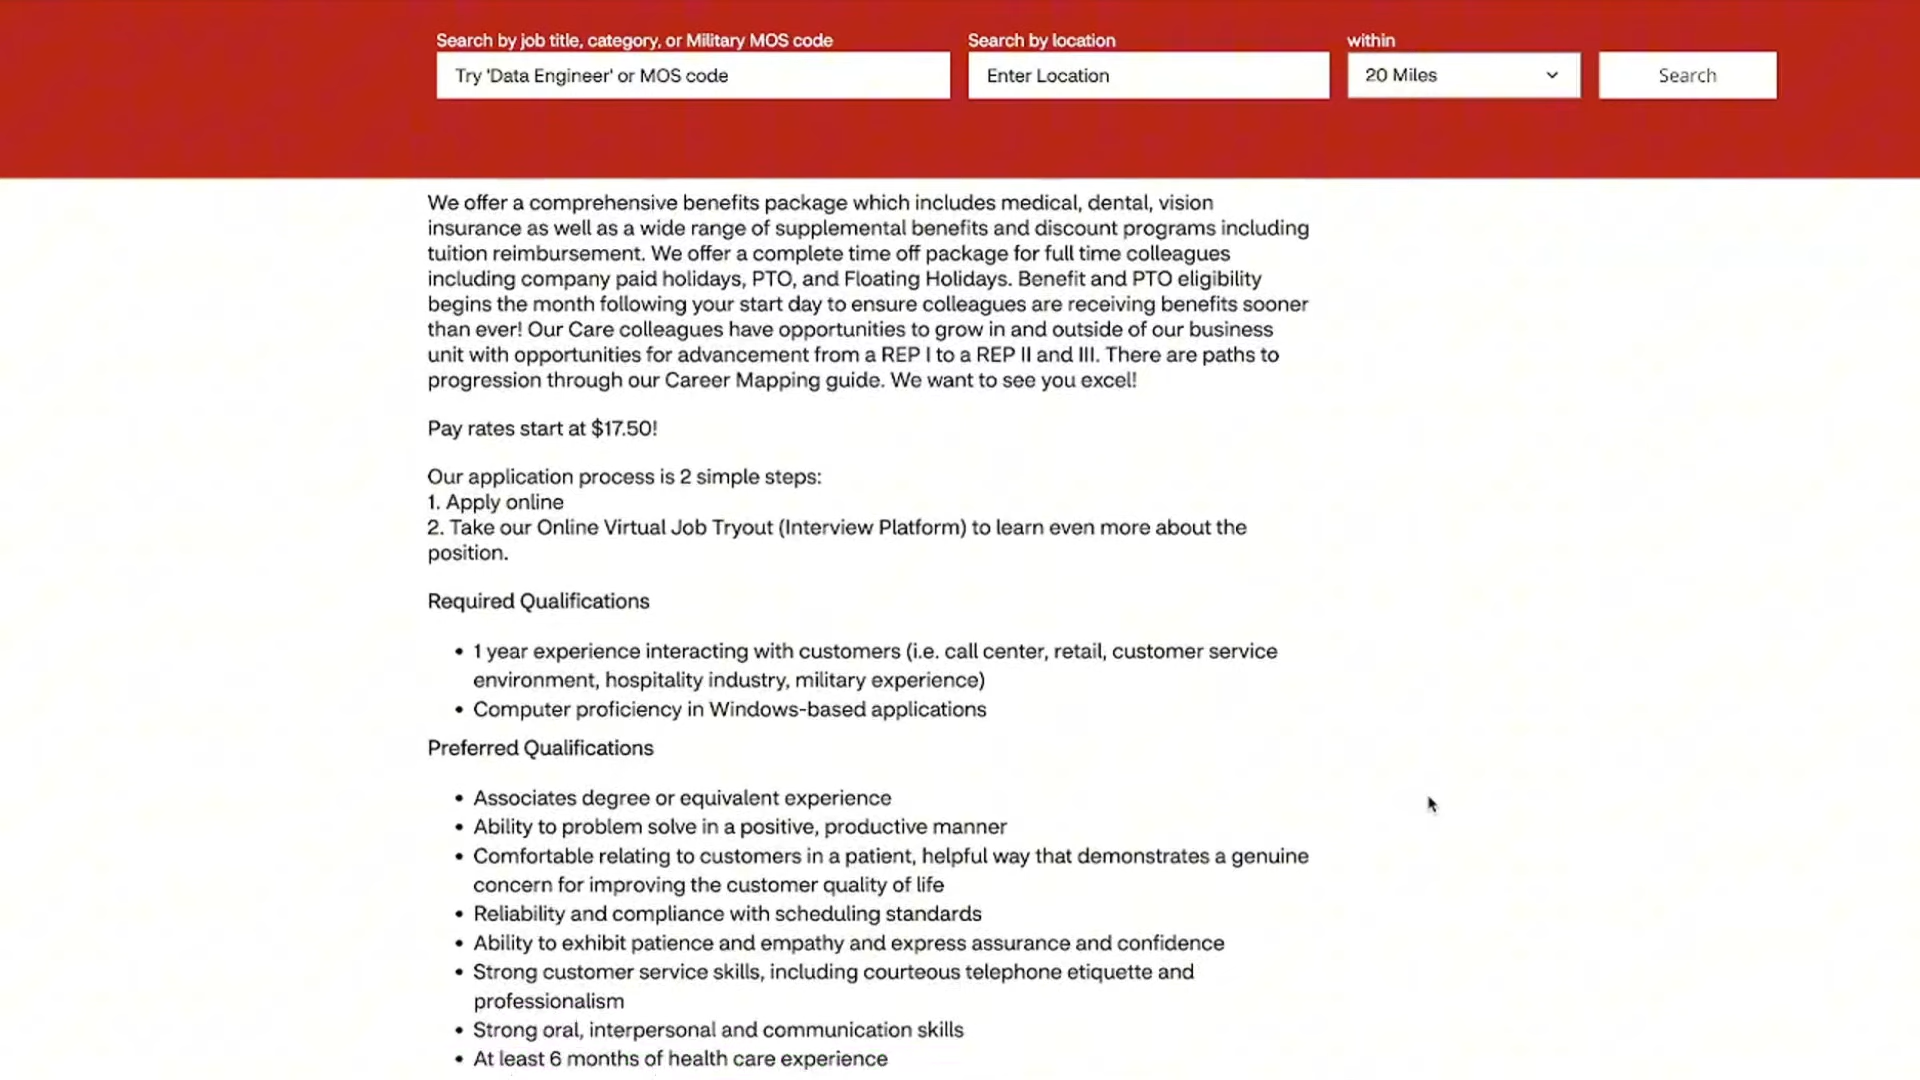 Search by job title, category, or Military MOS code
Search by location
within
Try 'Data Engineer' or MOS code
Enter Location
20 Miles
Search
We offer a comprehensive benefits package which includes medical, dental, vision
insurance as well as a wide range of supplemental benefits and discount programs including
tuition reimbursement. We offer a complete time off package for full time colleagues
including company paid holidays, PTO, and Floating Holidays. Benefit and PTO eligibility
begins the month following your start day to ensure colleagues are receiving benefits sooner
than ever! Our Care colleagues have opportunities to grow in and outside of our business
unit with opportunities for advancement from a REP I to a REP II and III. There are paths to
progression through our Career Mapping guide. We want to see you excel!
Pay rates start at $17.50!
Our application process is 2 simple steps:
1. Apply online
2. Take our Online Virtual Job Tryout (Interview Platform) to learn even more about the
position.
Required Qualifications
• 1 year experience interacting with customers (i.e. call center, retail, customer service
environment, hospitality industry, military experience)
• Computer proficiency in Windows-based applications
Preferred Qualifications
• Associates degree or equivalent experience
• Ability to problem solve in a positive, productive manner
• Comfortable relating to customers in a patient, helpful way that demonstrates a genuine
concern for improving the customer quality of life
• Reliability and compliance with scheduling standards
• Ability to exhibit patience and empathy and express assurance and confidence
• Strong customer service skills, including courteous telephone etiquette and
professionalism
• Strong oral, interpersonal and communication skills
• At least 6 months of health care experience